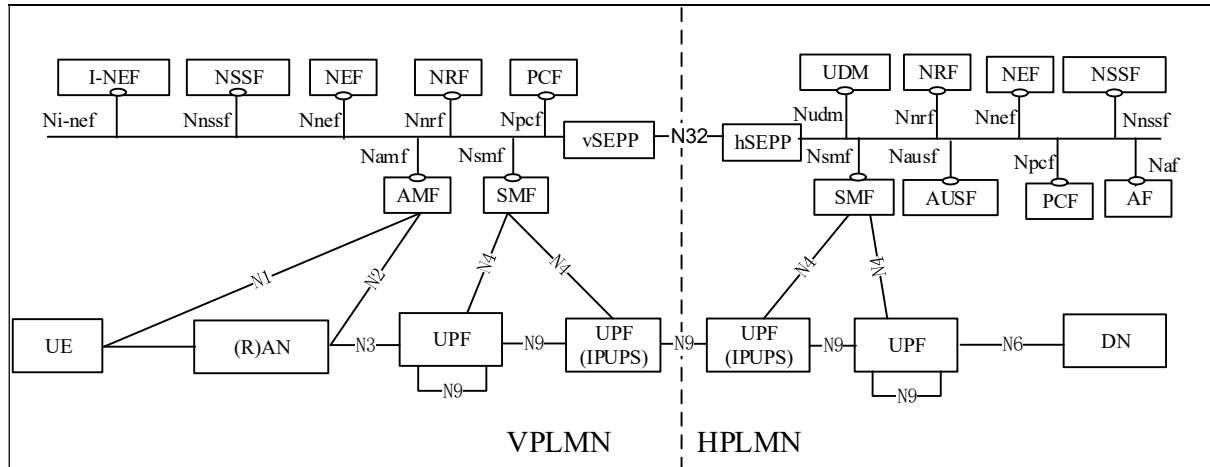 I-NEF NSSF NEF NRF PCF UDM NRF NEF NSSF
Ni-nef Nnssf Nnef Nnrf Npcf Nudm Nnrf Nnef Nnssf
vSEPP N32 hSEPP
Namf Nsmf Nsmf Nausf Npcf Naf
AMF SMF SMF AUSF PCF AF
N1 N2 N4 N4 N4 N4
UE (R)AN N3 UPF N9 UPF
(IPUPS) N9 UPF
(IPUPS) N9 UPF N6 DN
N9 N9
VPLMN HPLMN